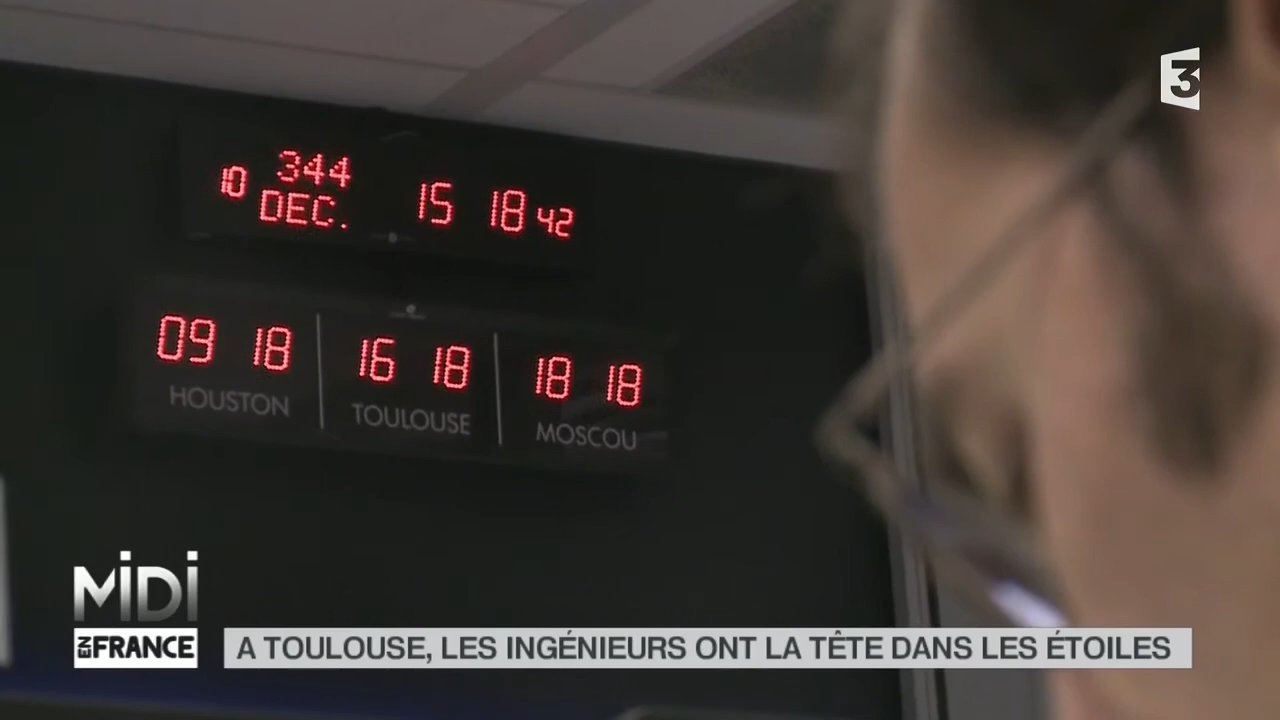 3
344
10 DEC. 15 18 42
09 18 16 18 18 18
HOUSTON TOULOUSE MOSCOU
MiDi
EN FRANCE
A TOULOUSE, LES INGÉNIEURS ONT LA TÊTE DANS LES ÉTOILES